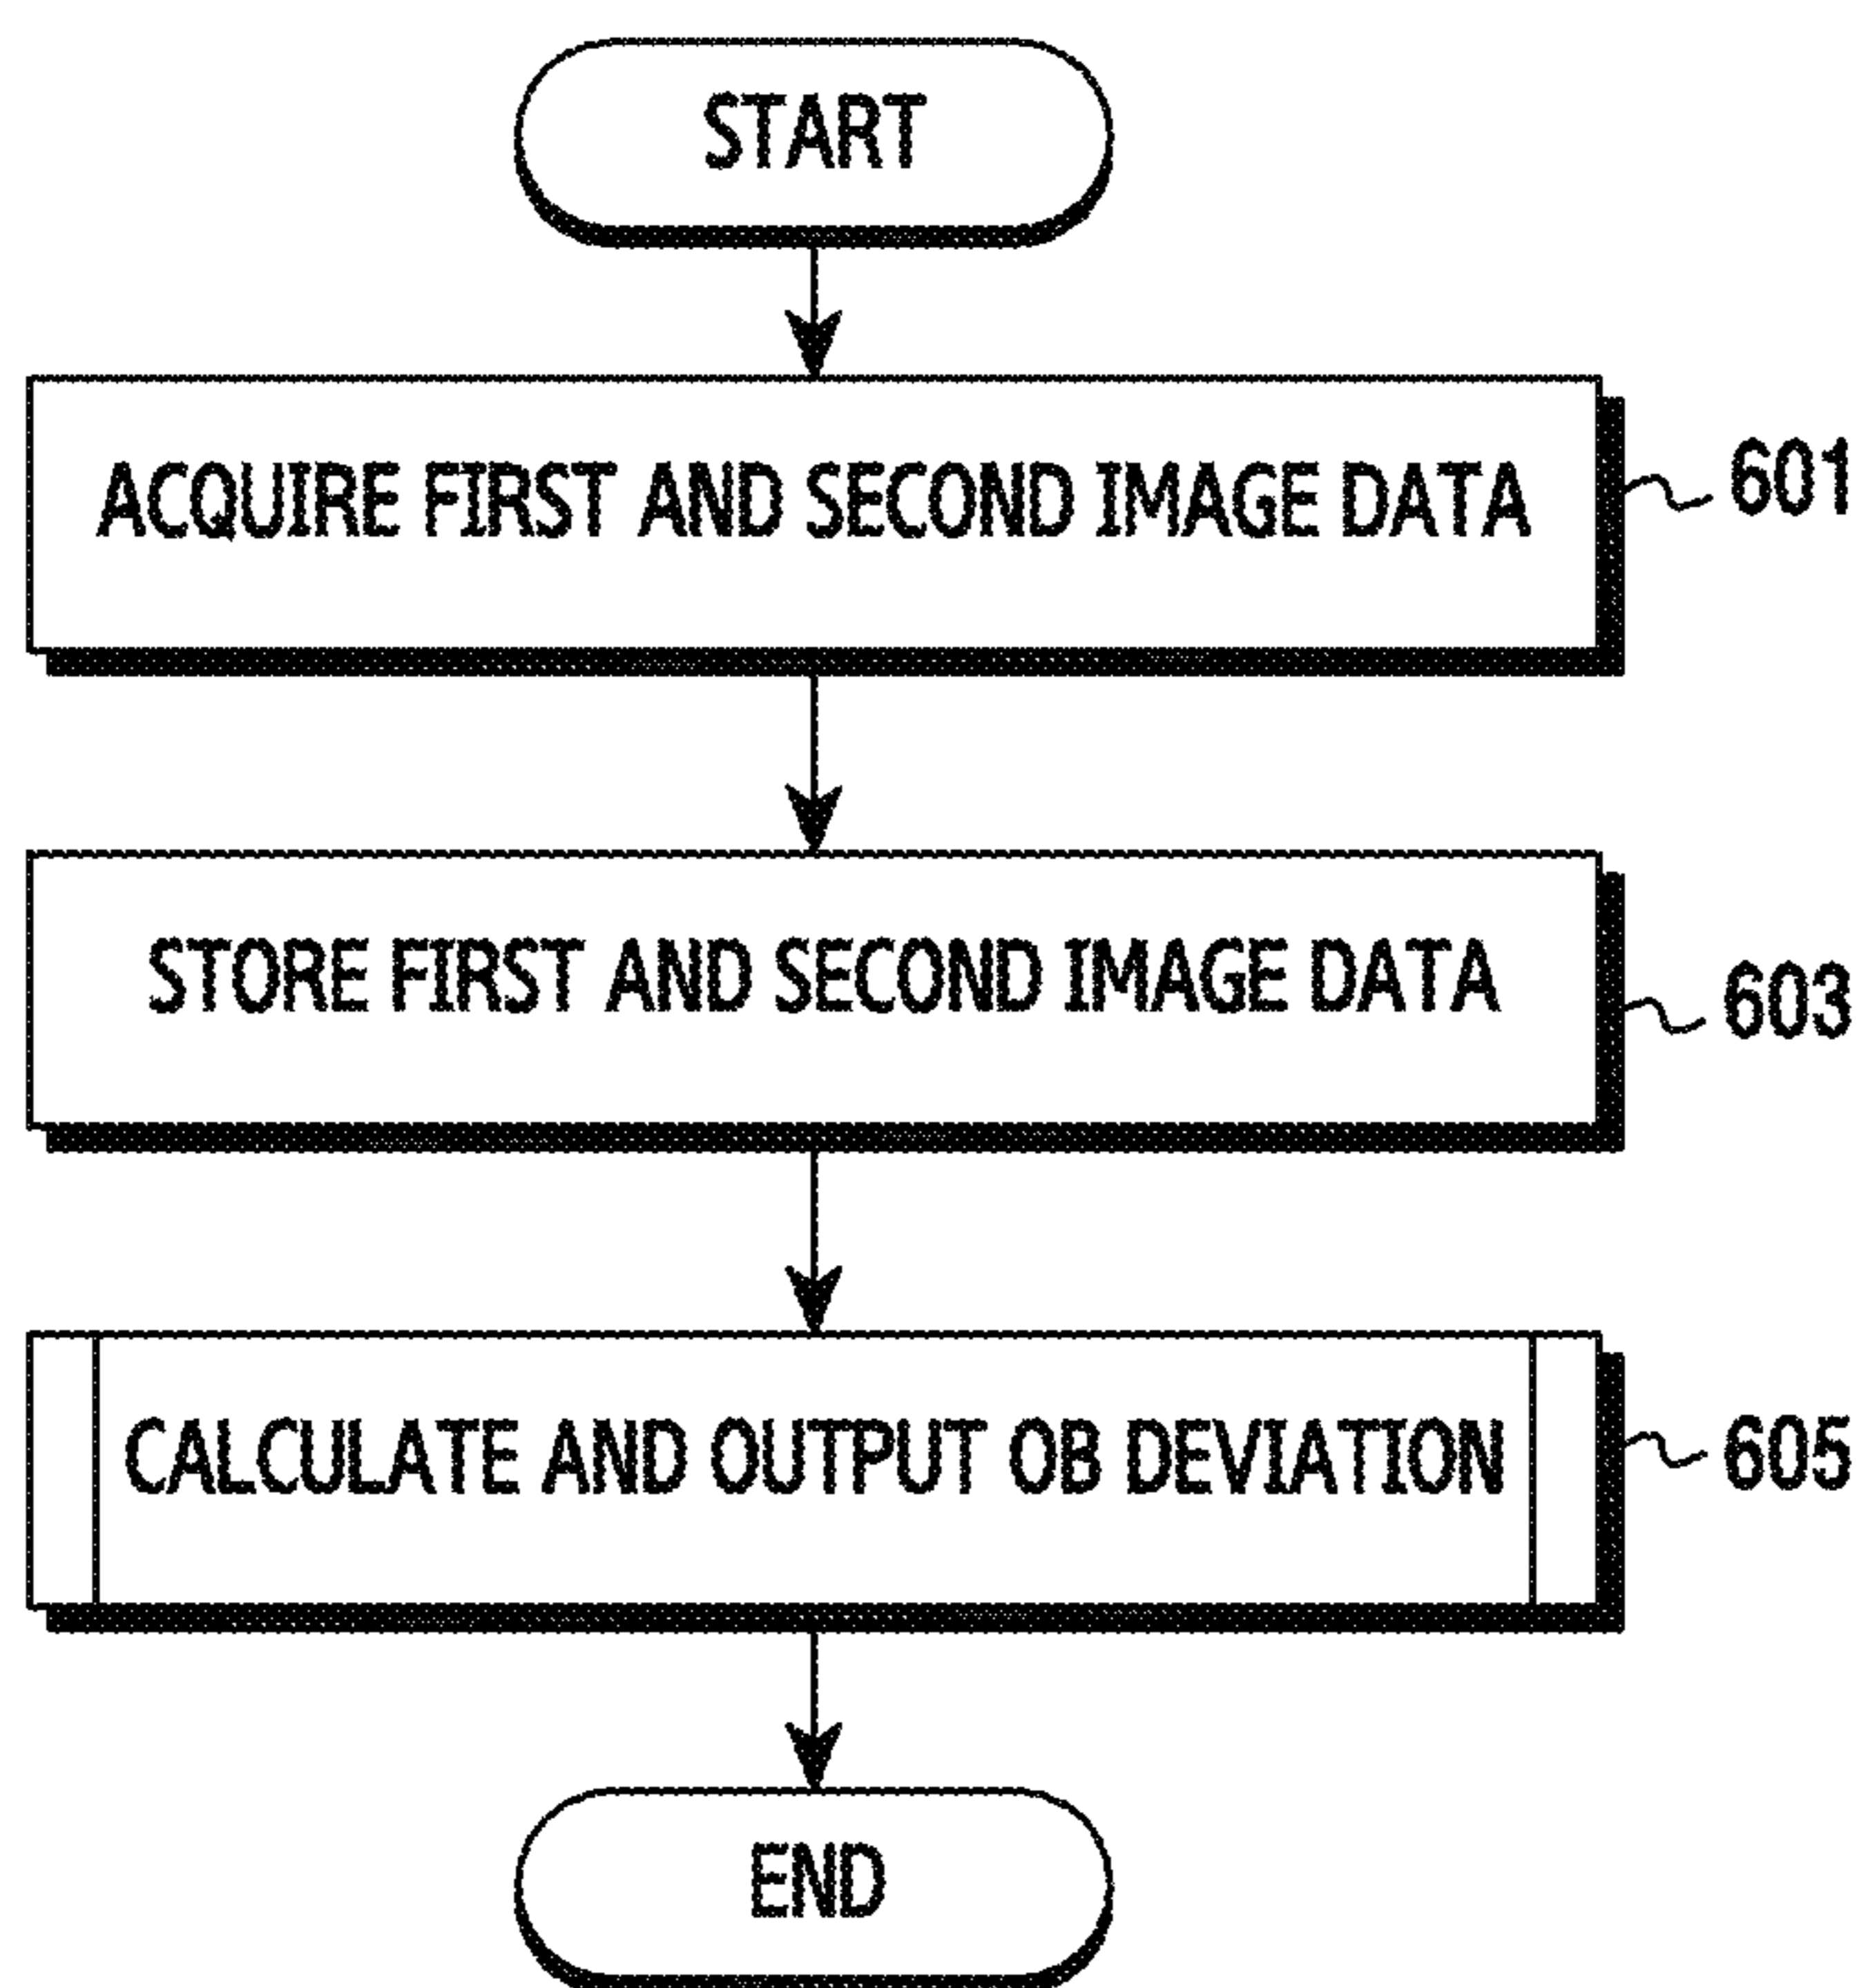 START
ACQUIRE FIRST AND SECOND IMAGE DATA
601
STORE FIRST AND SECOND IMAGE DATA
603
CALCULATE AND OUTPUT OB DEVIATION
605
END